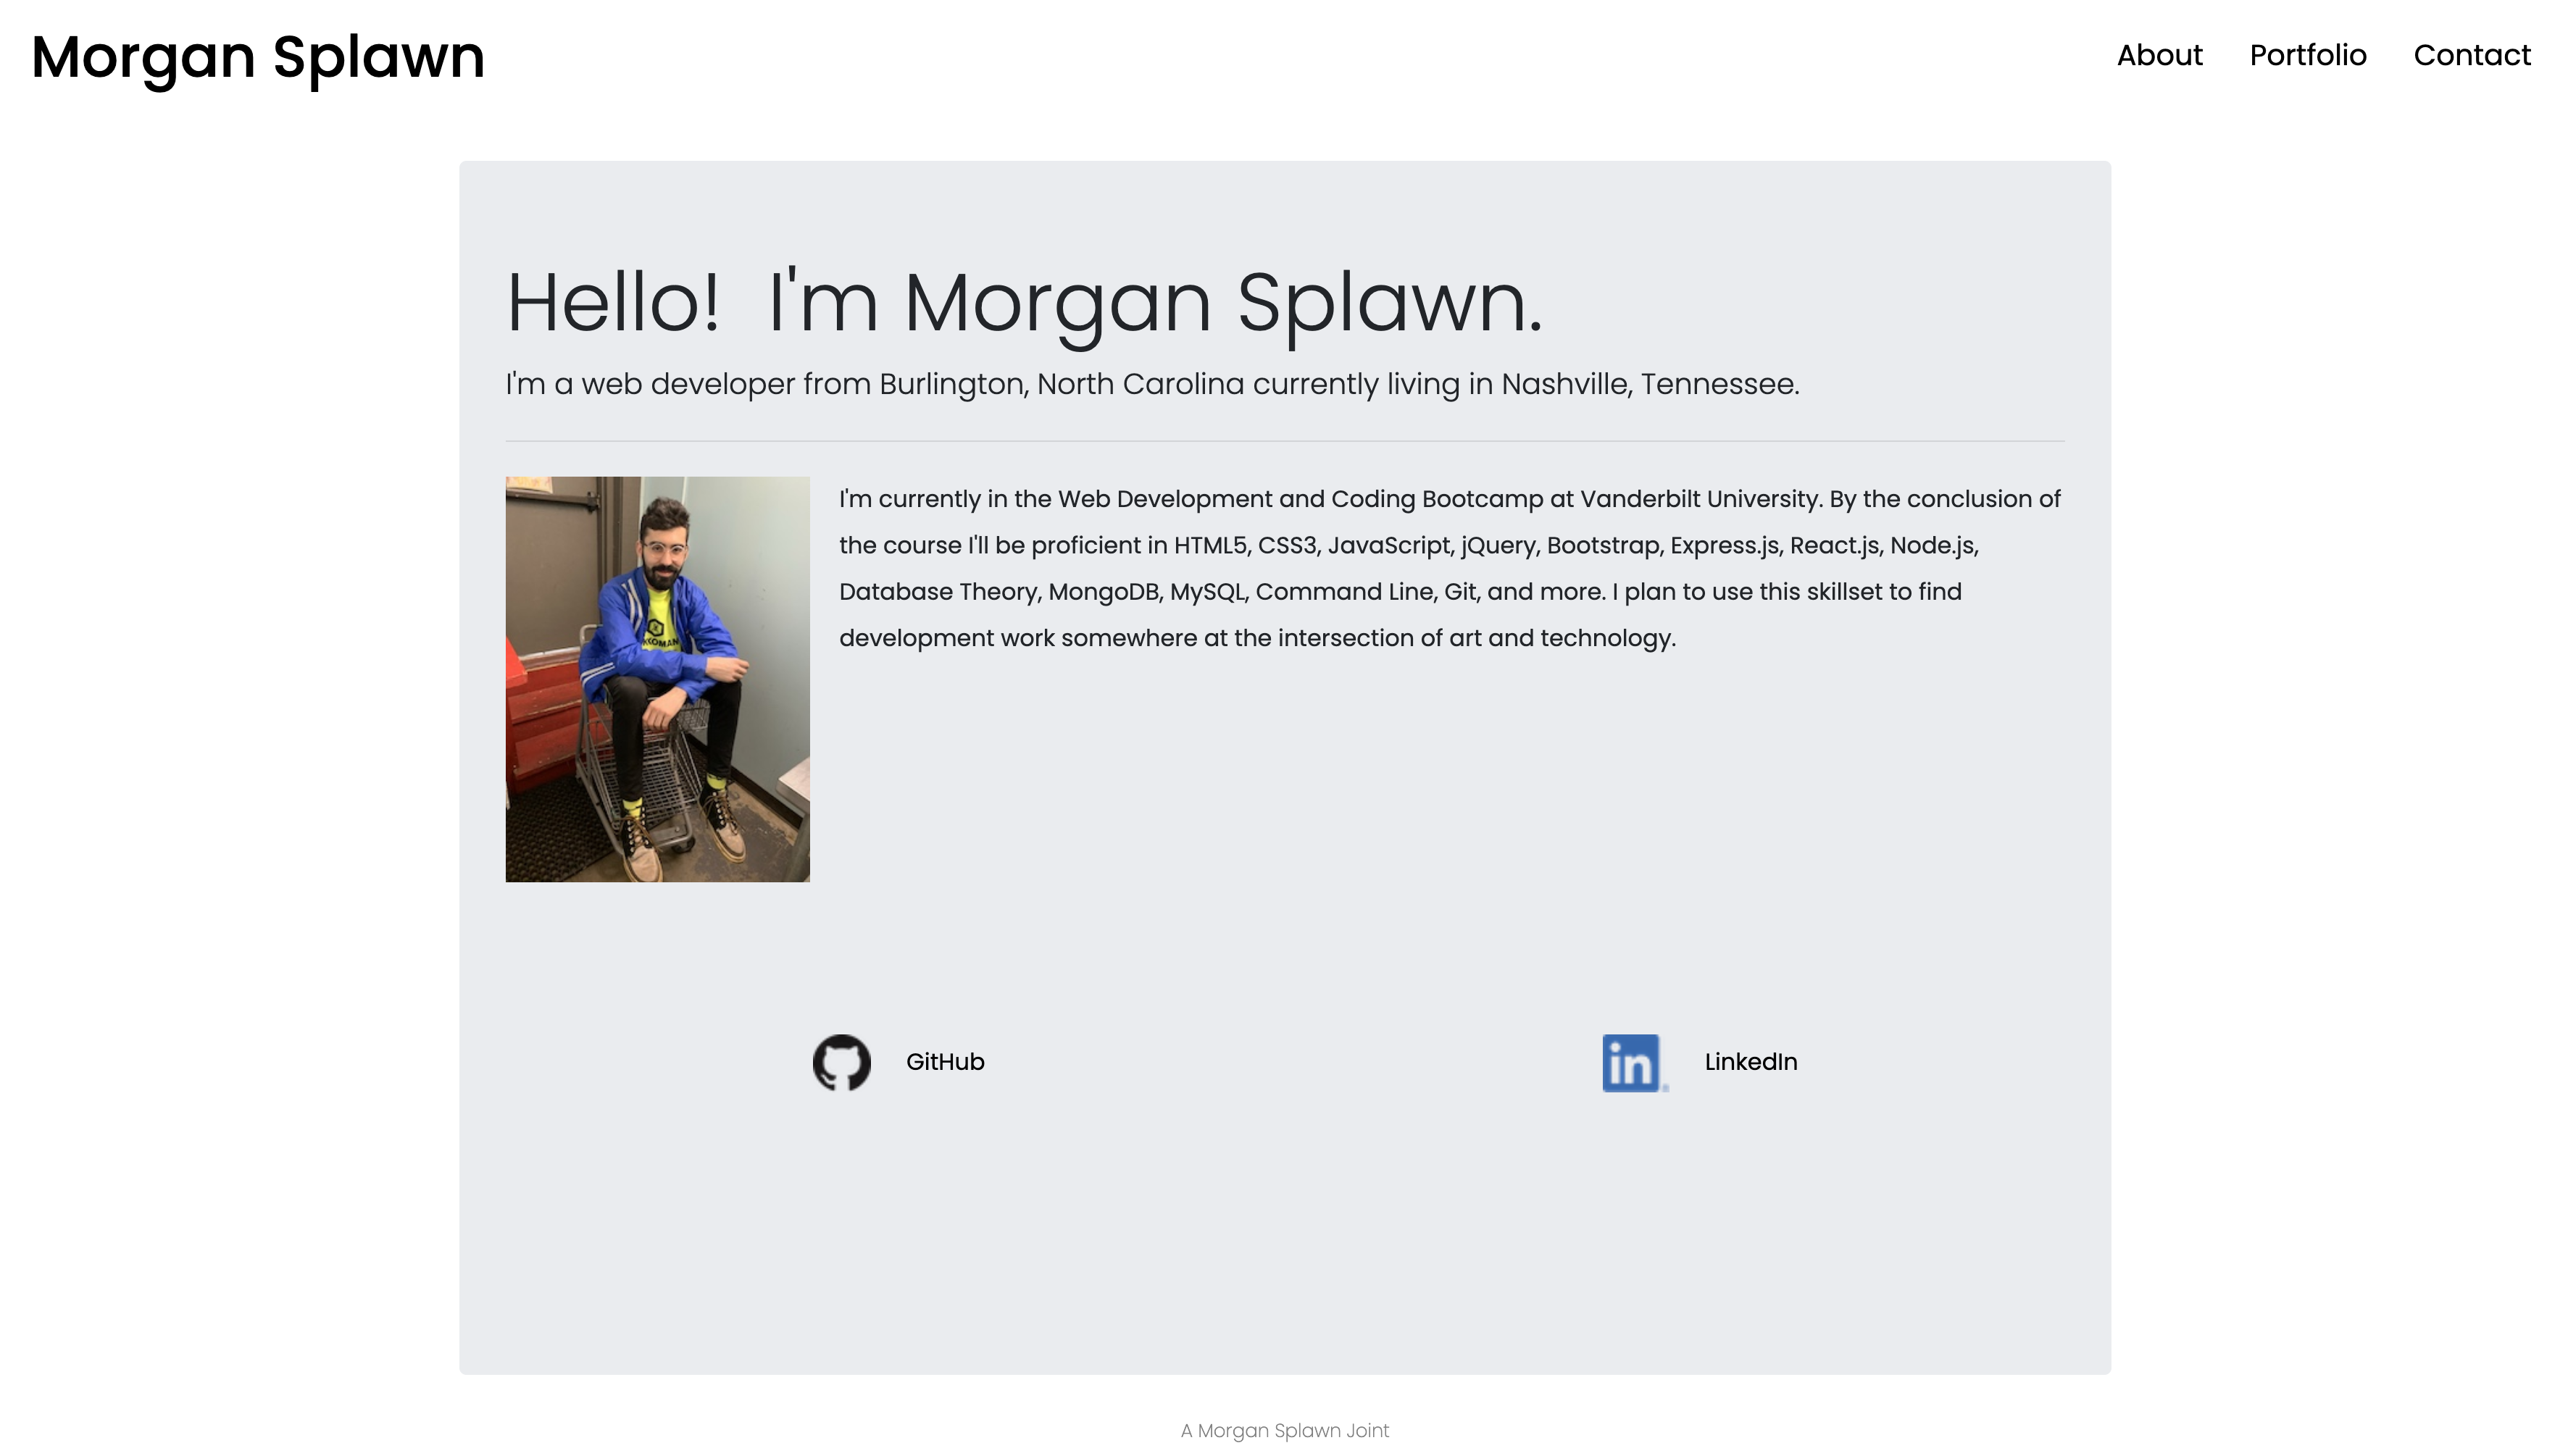 Morgan Splawn
About Portfolio Contact
Hello! I'm Morgan Splawn.
I'm a web developer from Burlington, North Carolina currently living in Nashville, Tennessee.
I'm currently in the Web Development and Coding Bootcamp at Vanderbilt University. By the conclusion of
the course I'll be proficient in HTML5, CSS3, JavaScript, jQuery, Bootstrap, Express.js, React.js, Node.js,
Database Theory, MongoDB, MySQL, Command Line, Git, and more. I plan to use this skillset to find
development work somewhere at the intersection of art and technology.
KOMAN
in
GitHub
LinkedIn
A Morgan Splawn Joint